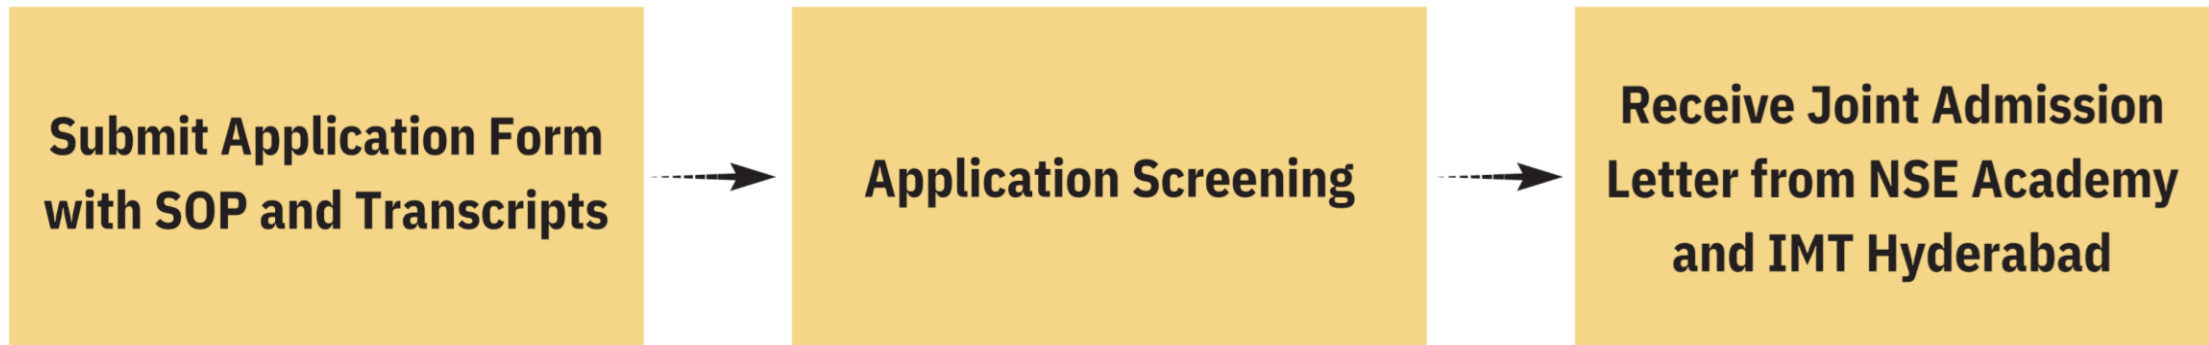 Submit Application Form
with SOP and Transcripts
Application Screening
Receive Joint Admission
Letter from NSE Academy
and IMT Hyderabad